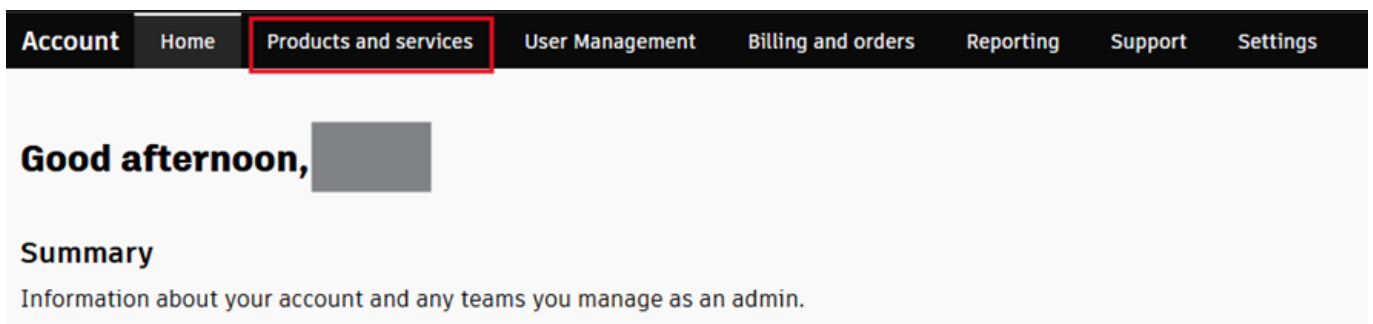 Account Home Products and services User Management Billing and orders Reporting Support Settings
Good afternoon,
Summary
Information about your account and any teams you manage as an admin.